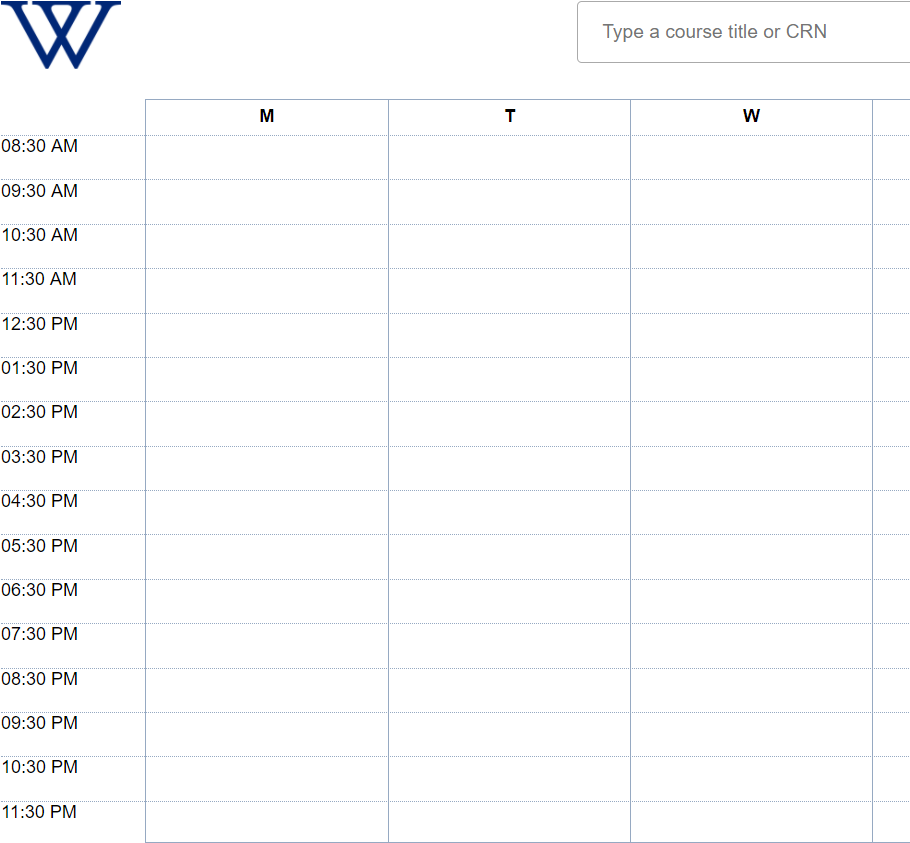 W
Type a course title or CRN
M T W
08:30 AM
09:30 AM
10:30 AM
11:30 AM
12:30 PM
01:30 PM
02:30 PM
03:30 PM
04:30 PM
05:30 PM
06:30 PM
07:30 PM
08:30 PM
09:30 PM
10:30 PM
11:30 PM